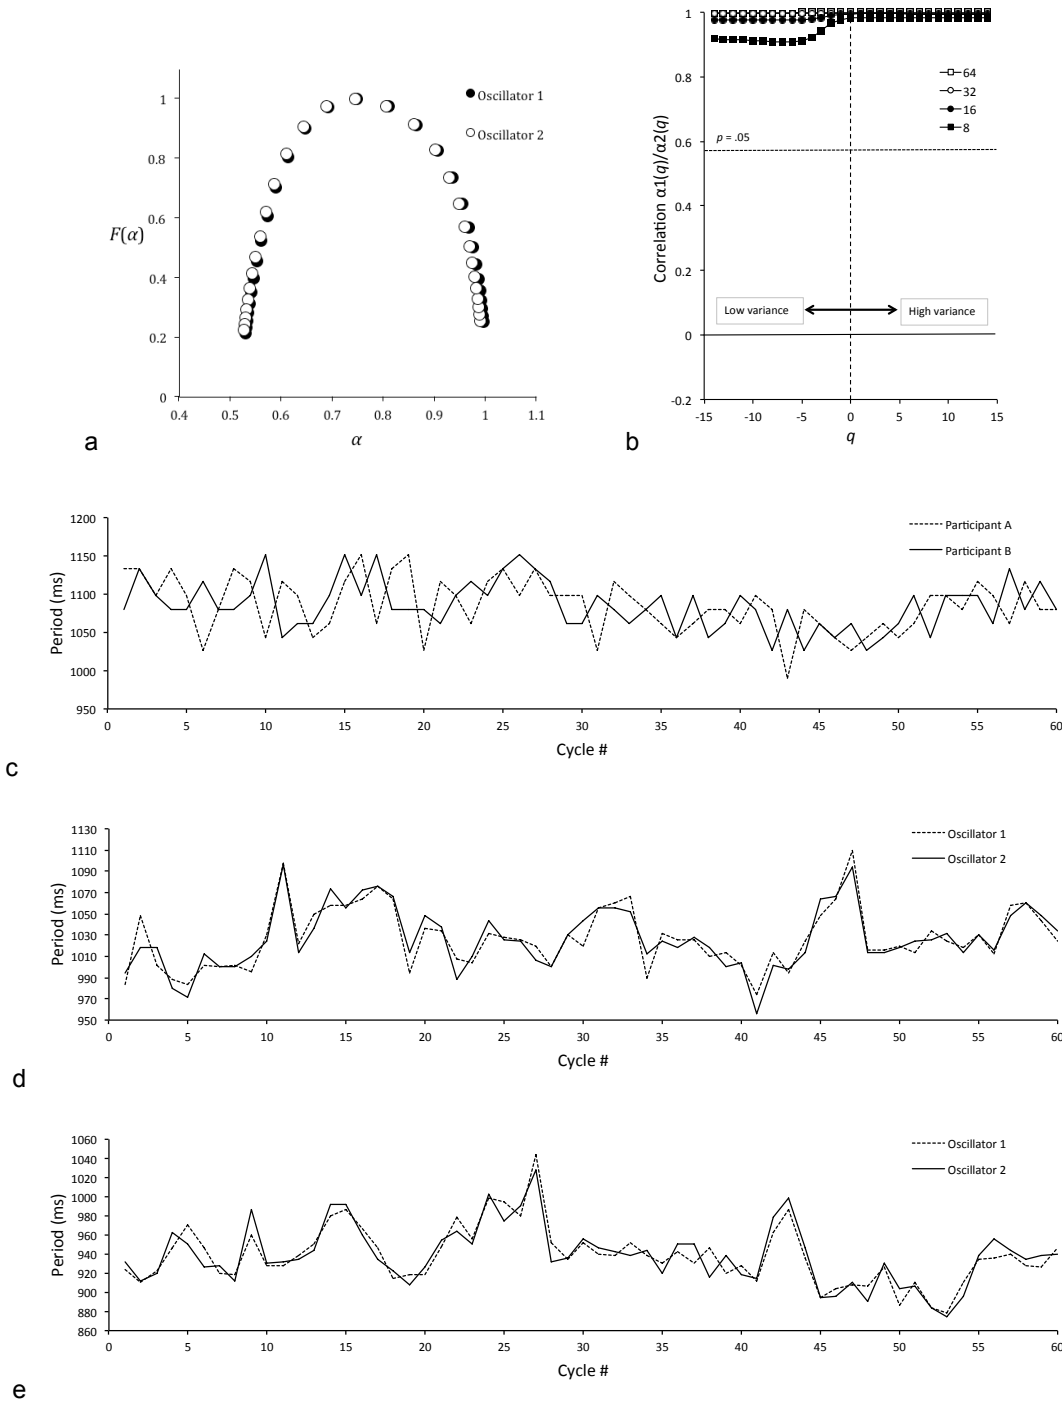 1
0.8
0.6
0.4
0.2
0
F(α)
0.4 0.5 0.6 0.7 0.8 0.9 1 1.1
α
Oscillator 1
Oscillator 2
a
1
0.8
0.6
0.4
0.2
0
-0.2
Correlation α1(q)/α2(q)
64
32
16
8
p = .05
Low variance
High variance
-15 -10 -5 0 5 10 15
q
b
1200
1150
1100
1050
1000
950
Period (ms)
Participant A
Participant B
0 5 10 15 20 25 30 35 40 45 50 55 60
Cycle #
c
1130
1110
1090
1070
1050
1030
1010
990
970
950
Period (ms)
Oscillator 1
Oscillator 2
0 5 10 15 20 25 30 35 40 45 50 55 60
Cycle #
d
1060
1040
1020
1000
980
960
940
920
900
880
860
Period (ms)
Oscillator 1
Oscillator 2
0 5 10 15 20 25 30 35 40 45 50 55 60
Cycle #
e